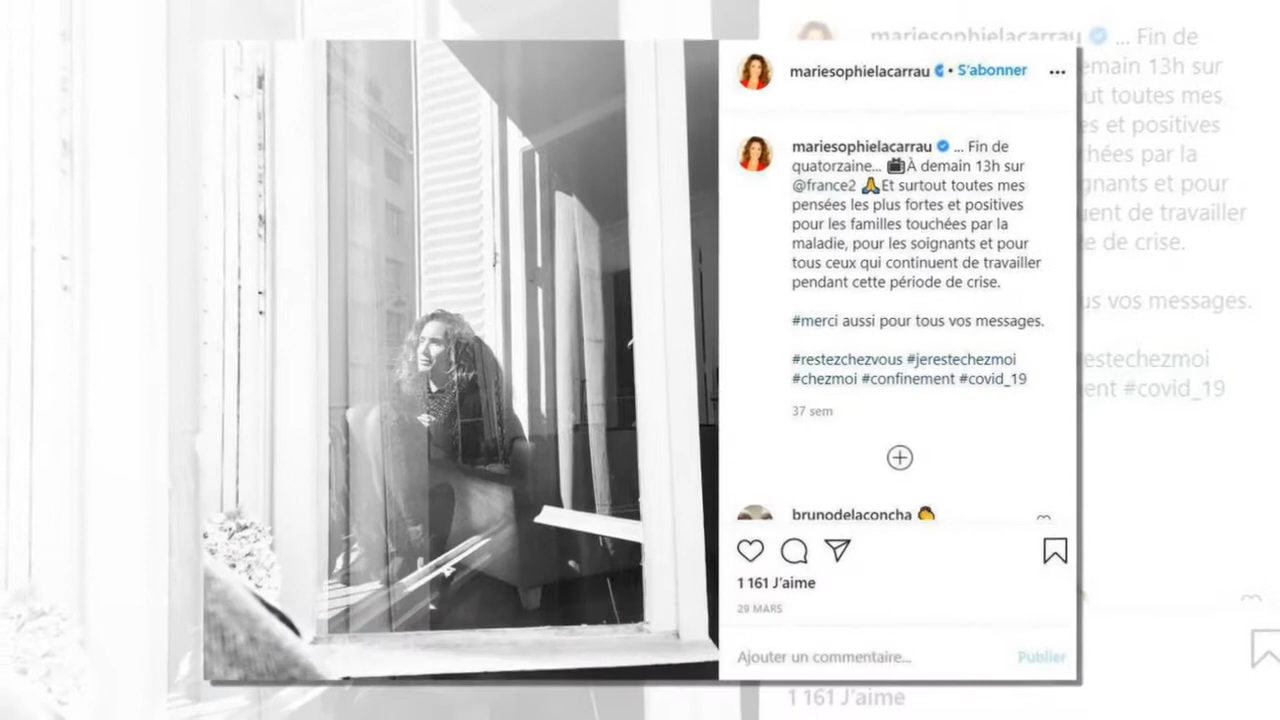 mariesophielacarrau • S'abonner
mariesophielacarrau ... Fin de
quatorzaine... À demain 13h sur
@france2 Et surtout toutes mes
pensées les plus fortes et positives
pour les familles touchées par la
maladie, pour les soignants et pour
tous ceux qui continuent de travailler
pendant cette période de crise.
#merci aussi pour tous vos messages.
#restezchezvous #jerestechezmoi
#chezmoi #confinement #covid_19
37 sem
brunodelaconcha
1 161 J'aime
29 MARS
Ajouter un commentaire... Publier
mariesophielacarrau ... Fin de
emain 13h sur
ut toutes mes
es et positives
hées par la
gnants et pour
uent de travailler
e de crise.
us vos messages.
estechezmoi
ent #covid_19
1 161 J'aime